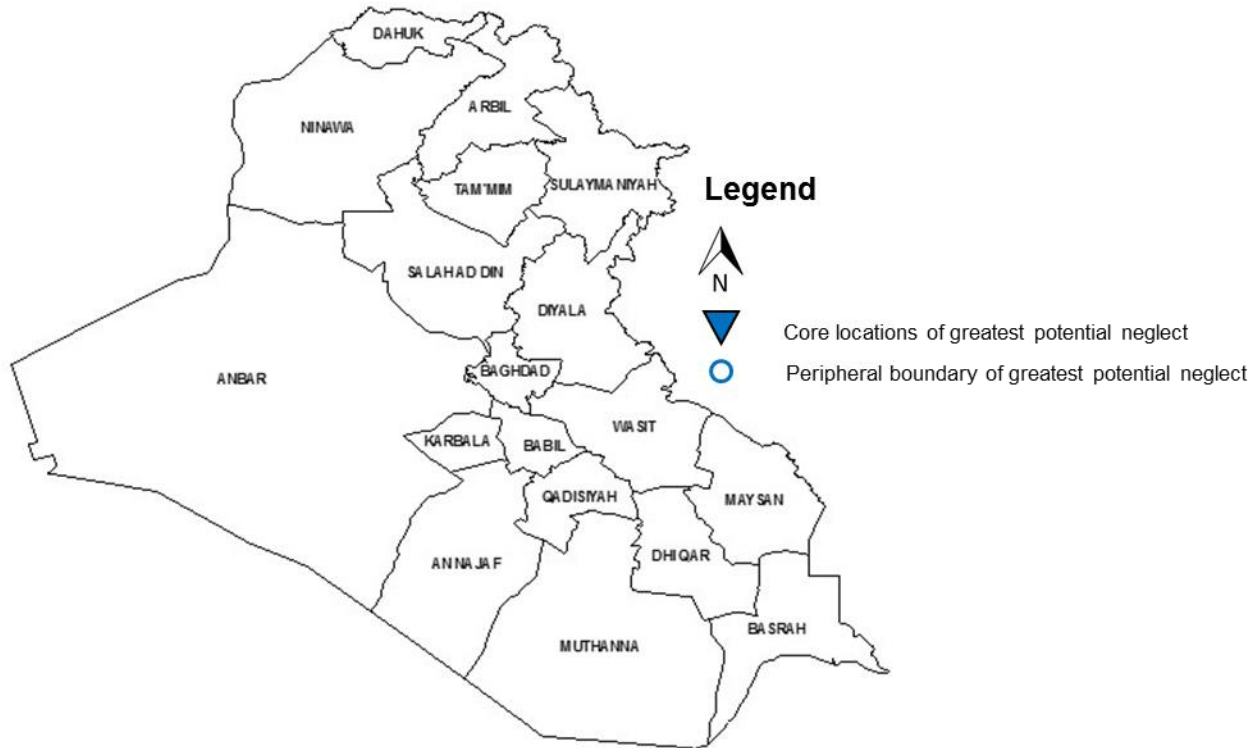 DAHUK
ARBIL
NINAWA
TAM'MIM
SULAYMANIYAH
Legend
N
SALAHADDIN
DIYALA
Core locations of greatest potential neglect
Peripheral boundary of greatest potential neglect
BAGHDAD
ANBAR
WASIT
KARBALA
BABIL
QADISIYAH
MAYSAN
DHIQAR
ANNAJAF
BASRAH
MUTHANNA